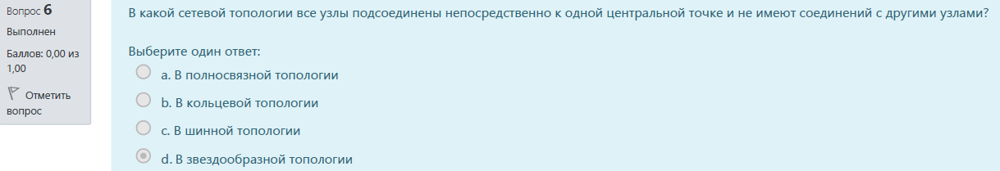 Вопрос 6
Выполнен
Баллов: 0,00 из
1,00
Отметить
вопрос
В какой сетевой топологии все узлы подсоединены непосредственно к одной центральной точке и не имеют соединений с другими узлами?
Выберите один ответ:
a. В полносвязной топологии
b. В кольцевой топологии
c. В шинной топологии
d. В звездообразной топологии